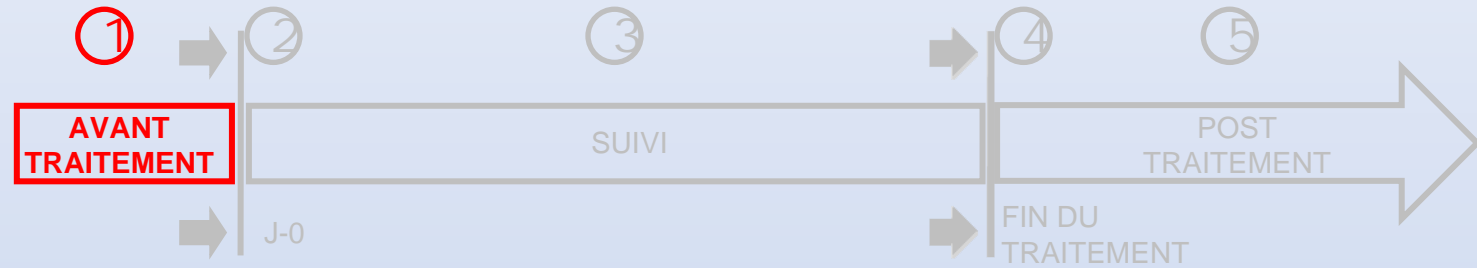 1
2
3
4
5
AVANT
TRAITEMENT
SUIVI
POST
TRAITEMENT
J-0
FIN DU
TRAITEMENT